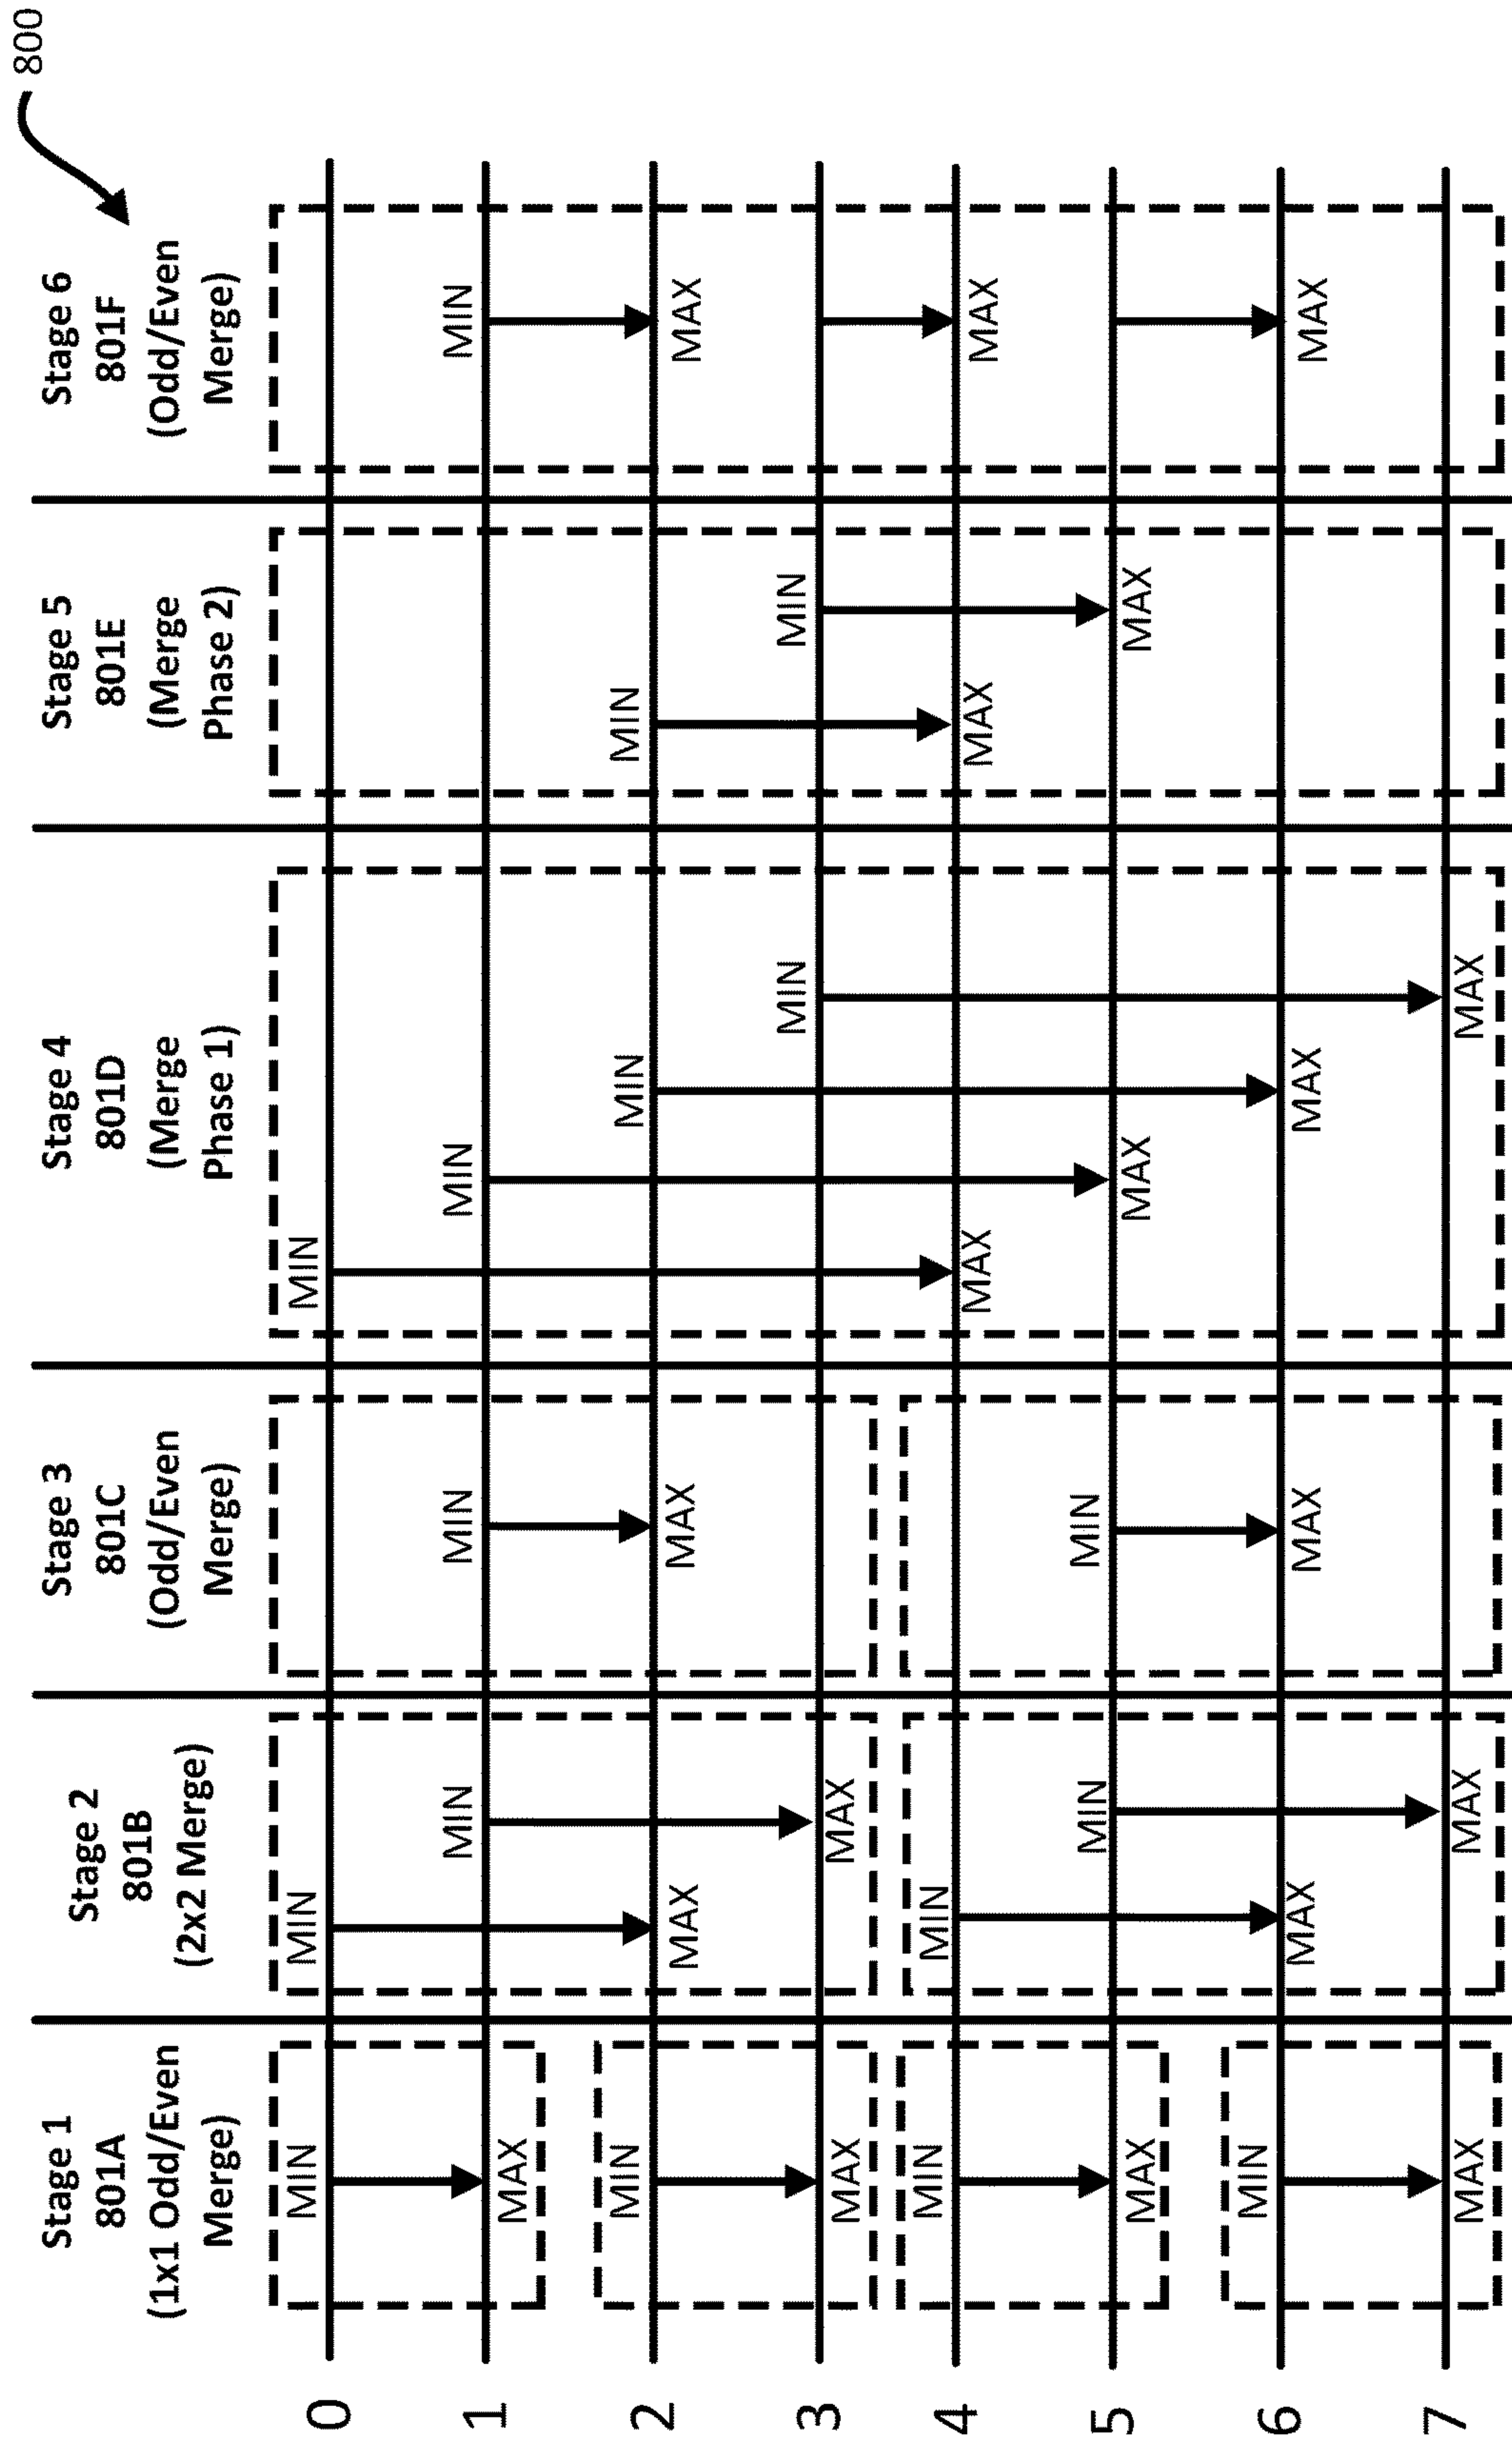 800
Stage 1
801A
(1x1 Odd/Even
Merge)
Stage 2
801B
(2x2 Merge)
Stage 3
801C
(Odd/Even
Merge)
Stage 4
801D
(Merge
Phase 1)
Stage 5
801E
(Merge
Phase 2)
Stage 6
801F
(Odd/Even
Merge)
0
MIN
MIN
MIN
1
MAX
MIN
MIN
MIN
MIN
2
MIN
MAX
MAX
MIN
MIN
MAX
3
MAX
MAX
MIN
MIN
4
MIN
MIN
MAX
MAX
MAX
5
MAX
MIN
MIN
MAX
MAX
6
MIN
MAX
MAX
MAX
MAX
7
MAX
MAX
MAX